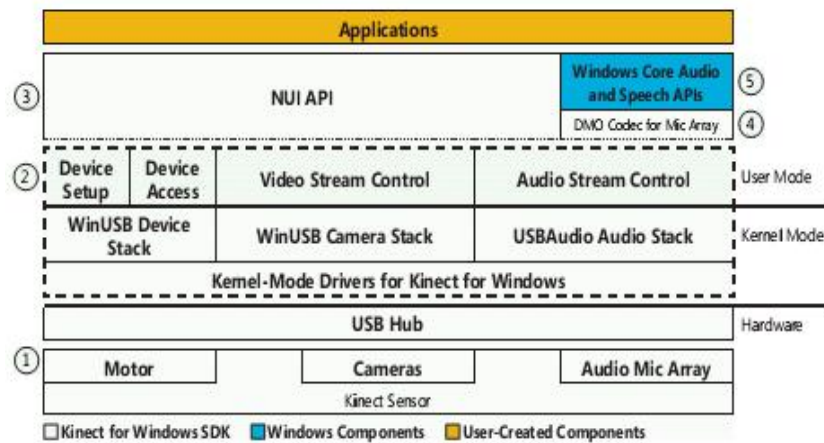 Applications
③
NUI API
Windows Core Audio
and Speech APIs
⑤
DMO Codec for Mic Array
④
②
Device
Setup
Device
Access
Video Stream Control
Audio Stream Control
User Mode
WinUSB Device
Stack
WinUSB Camera Stack
USBAudio Audio Stack
Kernell Mode
Kernel-Mode Drivers for Kinect for Windows
USB Hub
Hardware
①
Motor
Cameras
Audio Mic Array
Kinect Sensor
Kinect for Windows SDK
Windows Components
User-Created Components